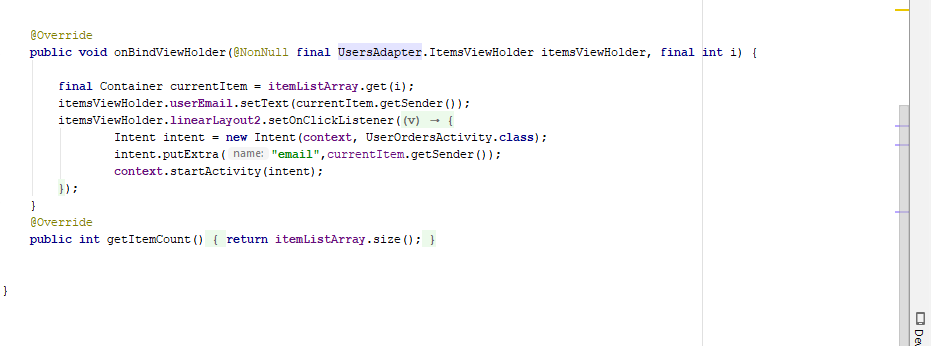 @Override
public void onBindViewHolder(@NonNull final UsersAdapter.ItemsViewHolder itemsViewHolder, final int i) {
final Container currentItem = itemListArray.get(i);
itemsViewHolder.userEmail.setText(currentItem.getSender());
itemsViewHolder.linearLayout2.setOnClickListener((v) → {
Intent intent = new Intent(context, UserOrdersActivity.class);
intent.putExtra( name: "email",currentItem.getSender());
context.startActivity(intent);
});
}
@Override
public int getItemCount() { return itemListArray.size(); }
}